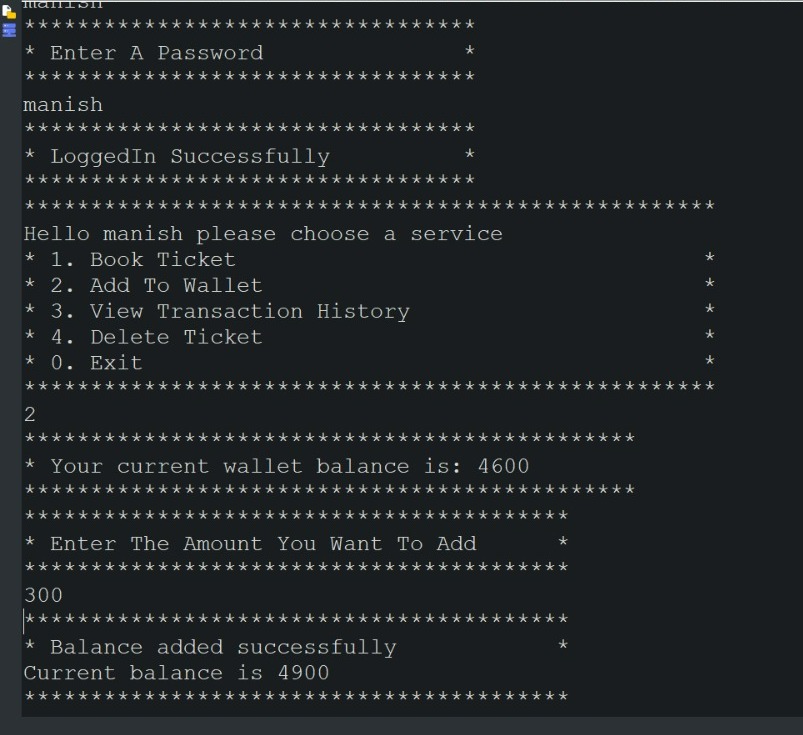 manish
**********************************
* Enter A Password *
**********************************
manish
**********************************
* LoggedIn Successfully *
**********************************
****************************************************
Hello manish please choose a service
* 1. Book Ticket *
* 2. Add To Wallet *
* 3. View Transaction History *
* 4. Delete Ticket *
* 0. Exit *
****************************************************
2
**********************************************
* Your current wallet balance is: 4600
**********************************************
*****************************************
* Enter The Amount You Want To Add *
*****************************************
300
*****************************************
* Balance added successfully *
Current balance is 4900
*****************************************